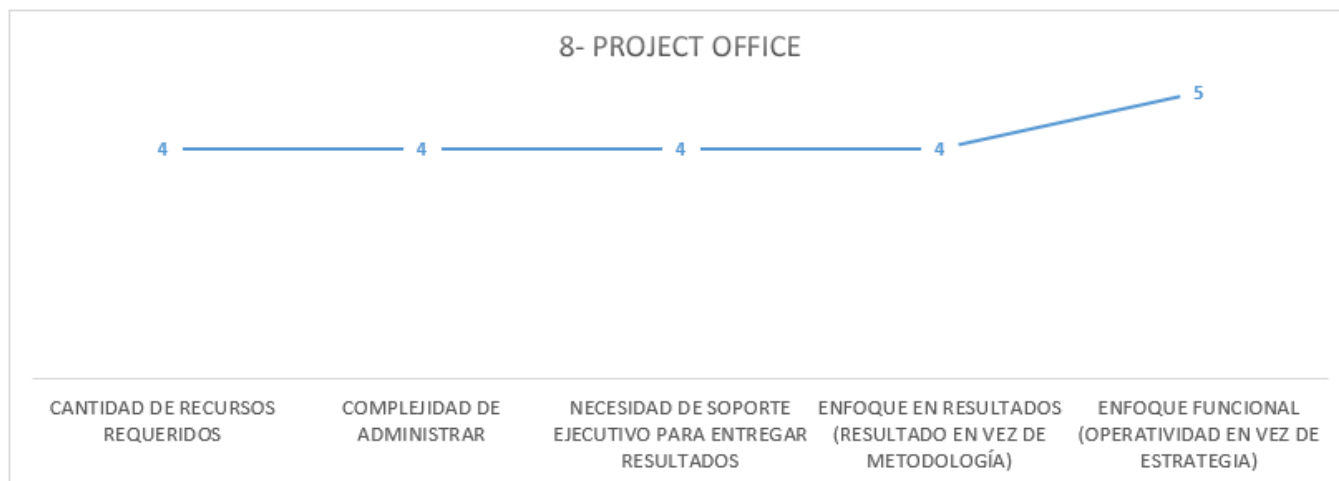 8- PROJECT OFFICE
5
4 4 4 4
CANTIDAD DE RECURSOS
REQUERIDOS
COMPLEJIDAD DE
ADMINISTRAR
NECESIDAD DE SOPORTE
EJECUTIVO PARA ENTREGAR
RESULTADOS
ENFOQUE EN RESULTADOS
(RESULTADO EN VEZ DE
METODOLOGÍA)
ENFOQUE FUNCIONAL
(OPERATIVIDAD EN VEZ DE
ESTRATEGIA)